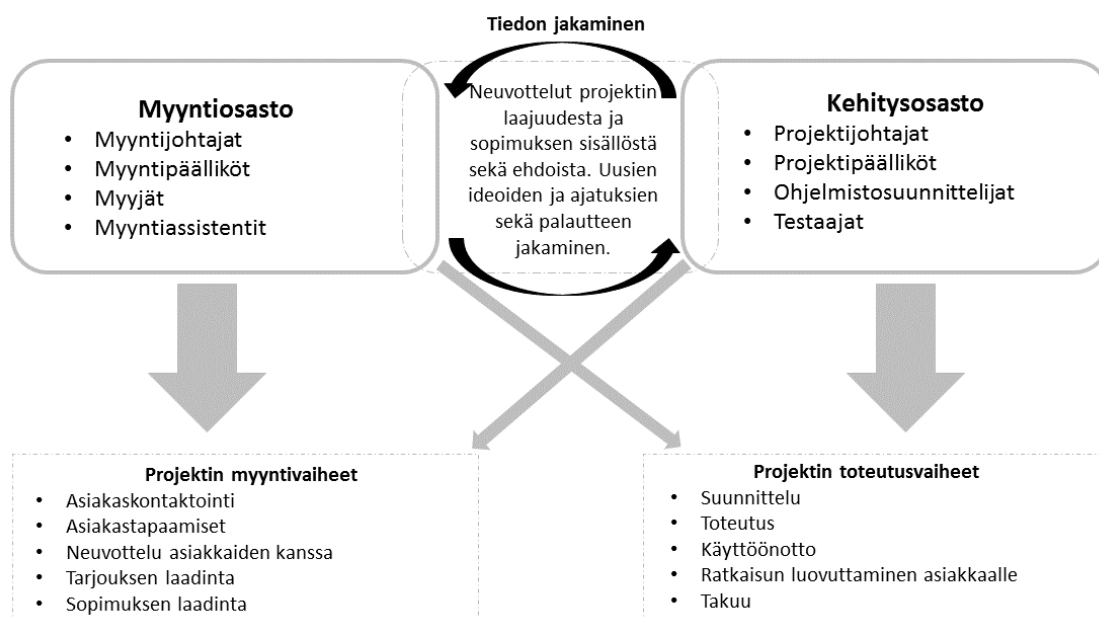 Tiedon jakaminen
Myyntiosasto
• Myyntijohtajat
• Myyntipäälliköt
• Myyjät
• Myyntiassistentit
Neuvottelut projektin
laajuudesta ja
sopimuksen sisällöstä
sekä ehdoista. Uusien
ideoiden ja ajatuksien
sekä palautteen
jakaminen.
Kehitysosasto
• Projektijohtajat
• Projektipäälliköt
• Ohjelmistosuunnittelijat
• Testaajat
Projektin myyntivaiheet
• Asiakaskontaktointi
• Asiakastapaamiset
• Neuvottelu asiakkaiden kanssa
• Tarjouksen laadinta
• Sopimuksen laadinta
Projektin toteutusvaiheet
• Suunnittelu
• Toteutus
• Käyttöönotto
• Ratkaisun luovuttaminen asiakkaalle
• Takuu